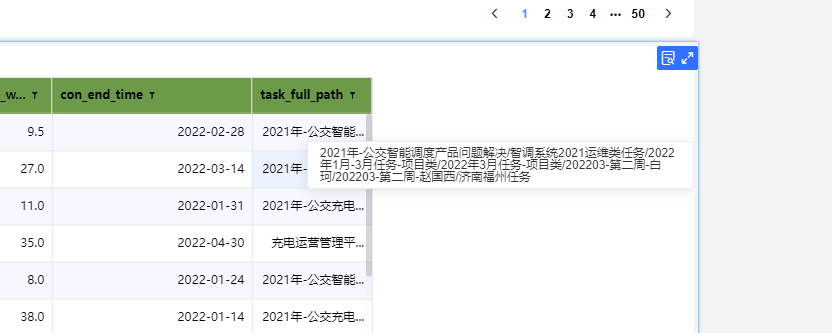 1 2 3 4 ••• 50
_w... con_end_time task_full_path
9.5 2022-02-28 2021年-公交智能...
27.0 2022-03-14 2021年-
2021年-公交智能调度产品问题解决/智调系统2021运维类任务/2022
年1月-3月任务-项目类/2022年3月任务-项目类/202203-第二周-白
珂/202203-第二周-赵国西/济南福州任务
11.0 2022-01-31 2021年-公交充电...
35.0 2022-04-30 充电运营管理平...
8.0 2022-01-24 2021年-公交智能...
38.0 2022-01-14 2021年-公交充电...